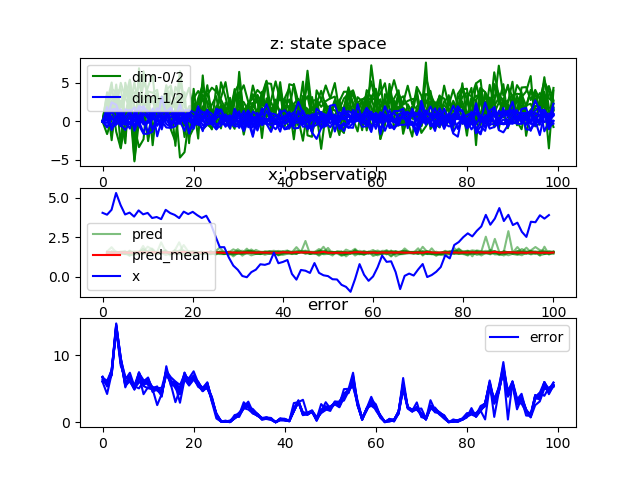 z: state space
5
0
−5
dim-0/2
dim-1/2
0 20 40 60 80 100
x: observation
5.0
2.5
0.0
pred
pred_mean
x
0 20 40 60 80 100
error
10
0
error
0 20 40 60 80 100